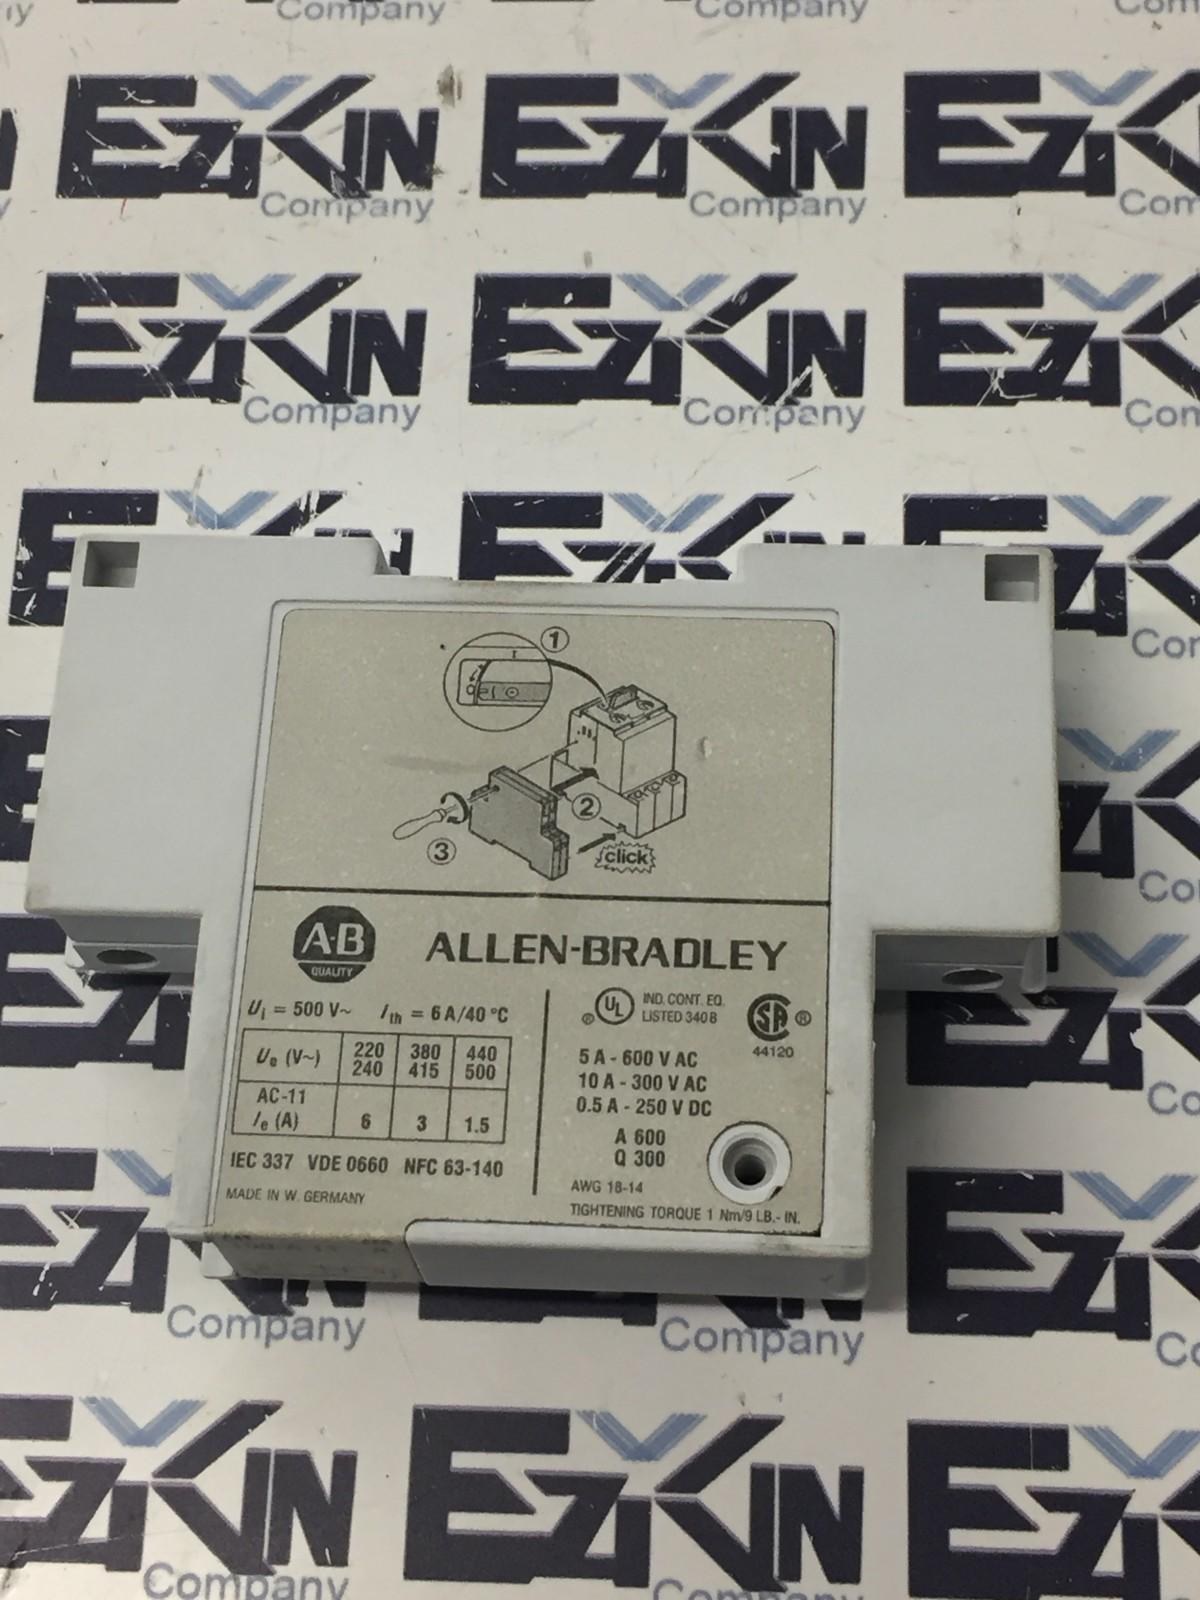 Company Company Com
EZKIN EZKIN EZK
Company Company Com
EZKIN EZKIN EZK
Company Company Con
1
I
O
2
3
click
A-B QUALITY
ALLEN-BRADLEY
Ui = 500 V~ Ith = 6 A/40 °C
Ue (V~) 220 240 380 415 440 500
AC-11 Ie (A) 6 3 1.5
IEC 337 VDE 0660 NFC 63-140
MADE IN W. GERMANY
UL ® IND. CONT. EQ. LISTED 340B
SA ® 44120
5 A - 600 V AC
10 A - 300 V AC
0.5 A - 250 V DC
A 600
Q 300
AWG 18-14
TIGHTENING TORQUE 1 Nm/9 LB.- IN.
Company Company
EZKIN EZKIN EZK
Company Company